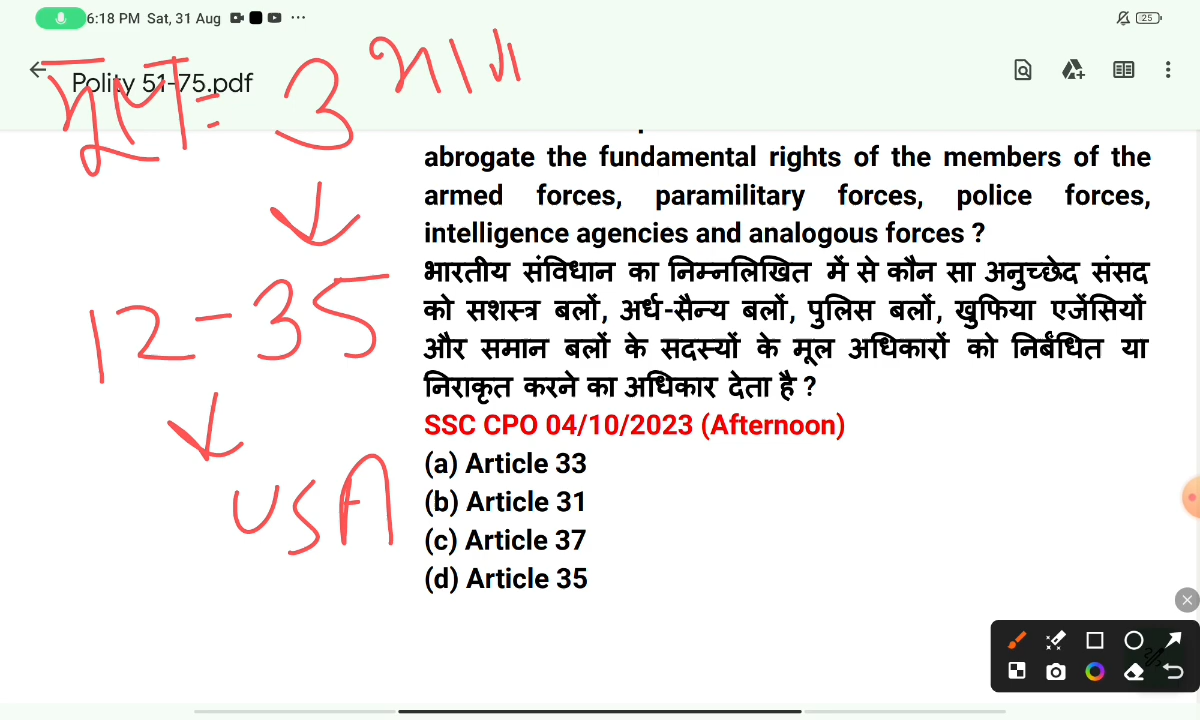 6:18 PM Sat, 31 Aug
25
Polity 51-75.pdf
मूल = 3 भाग
12-35
USA
abrogate the fundamental rights of the members of the
armed forces, paramilitary forces, police forces,
intelligence agencies and analogous forces ?
भारतीय संविधान का निम्नलिखित में से कौन सा अनुच्छेद संसद
को सशस्त्र बलों, अर्ध-सैन्य बलों, पुलिस बलों, खुफिया एजेंसियों
और समान बलों के सदस्यों के मूल अधिकारों को निर्बंधित या
निराकृत करने का अधिकार देता है ?
SSC CPO 04/10/2023 (Afternoon)
(a) Article 33
(b) Article 31
(c) Article 37
(d) Article 35